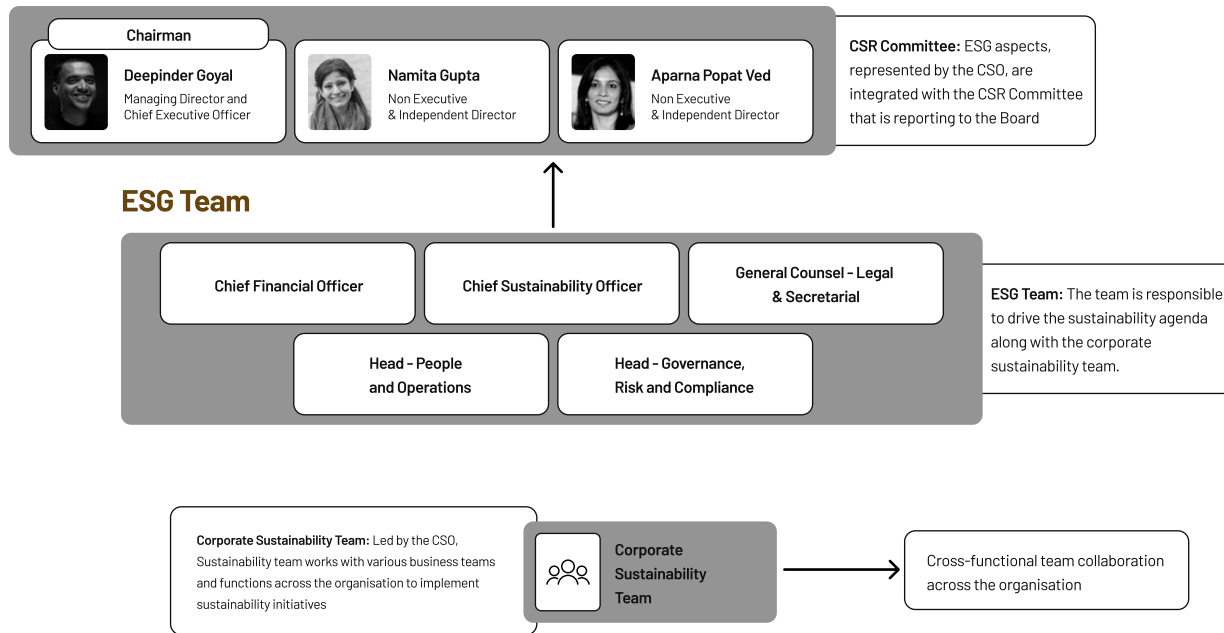 Chairman
Deepinder Goyal
Managing Director and
Chief Executive Officer
Namita Gupta
Non Executive
& Independent Director
Aparna Popat Ved
Non Executive
& Independent Director
CSR Committee: ESG aspects,
represented by the CSO, are
integrated with the CSR Committee
that is reporting to the Board
ESG Team
Chief Financial Officer
Chief Sustainability Officer
General Counsel - Legal
& Secretarial
Head - People
and Operations
Head - Governance,
Risk and Compliance
ESG Team: The team is responsible
to drive the sustainability agenda
along with the corporate
sustainability team.
Corporate Sustainability Team: Led by the CSO,
Sustainability team works with various business teams
and functions across the organisation to implement
sustainability initiatives
Corporate
Sustainability
Team
Cross-functional team collaboration
across the organisation